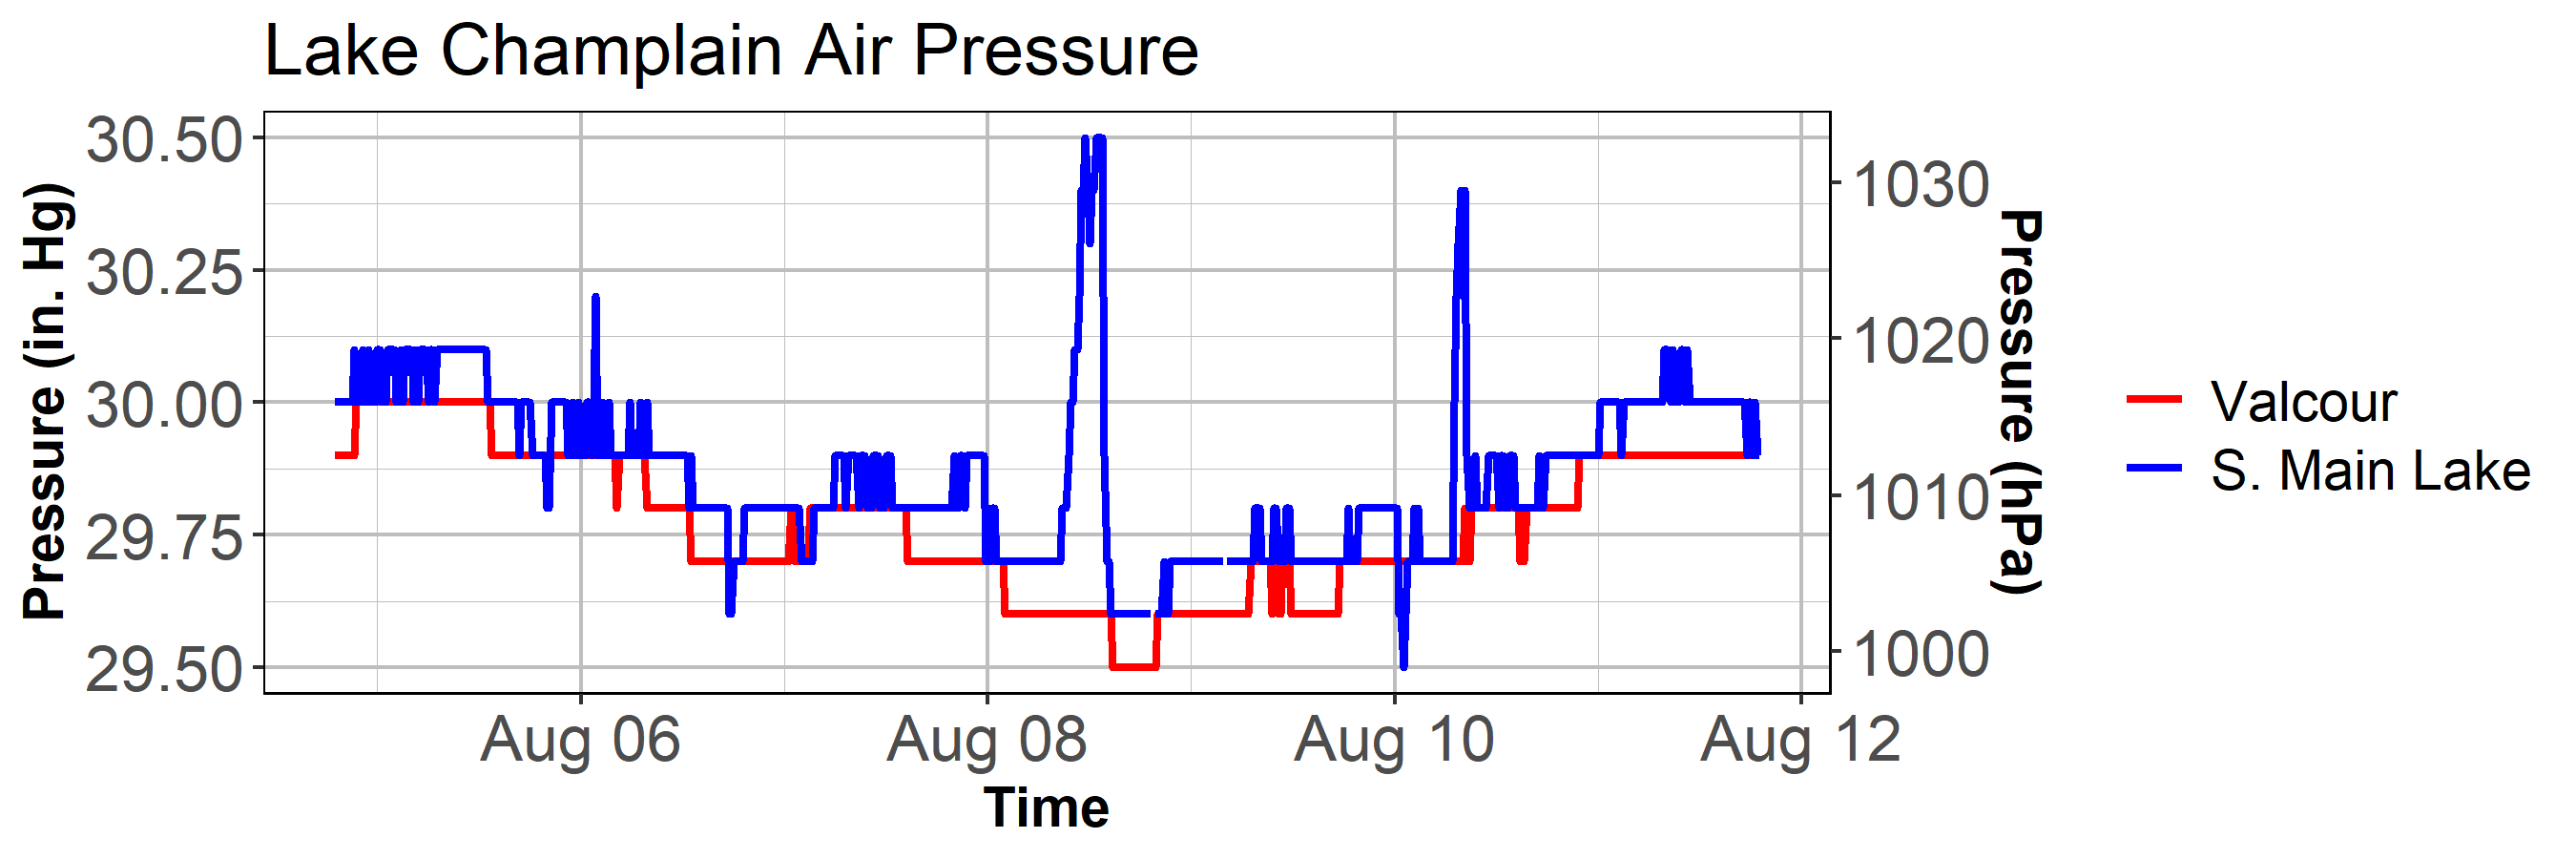 Lake Champlain Air Pressure
Pressure (in. Hg)
30.50
30.25
30.00
29.75
29.50
1030
1020
1010
1000
Pressure (hPa)
Aug 06
Aug 08
Aug 10
Aug 12
Time
Valcour
S. Main Lake